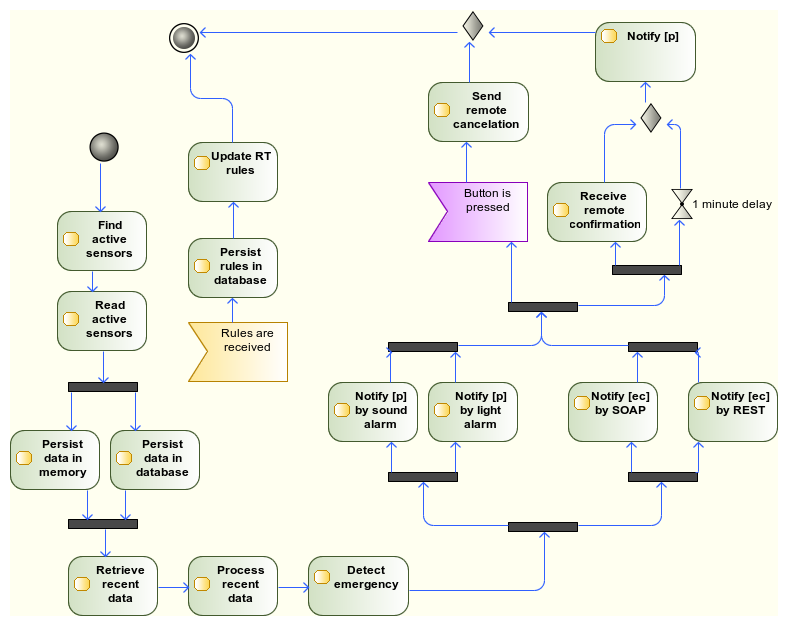 Notify [p]
Send
remote
cancelation
Update RT
rules
Button is
pressed
Receive
remote
confirmation
1 minute delay
Find
active
sensors
Persist
rules in
database
Read
active
sensors
Rules are
received
Notify [p]
by sound
alarm
Notify [p]
by light
alarm
Notify [ec]
by SOAP
Notify [ec]
by REST
Persist
data in
memory
Persist
data in
database
Retrieve
recent
data
Process
recent
data
Detect
emergency